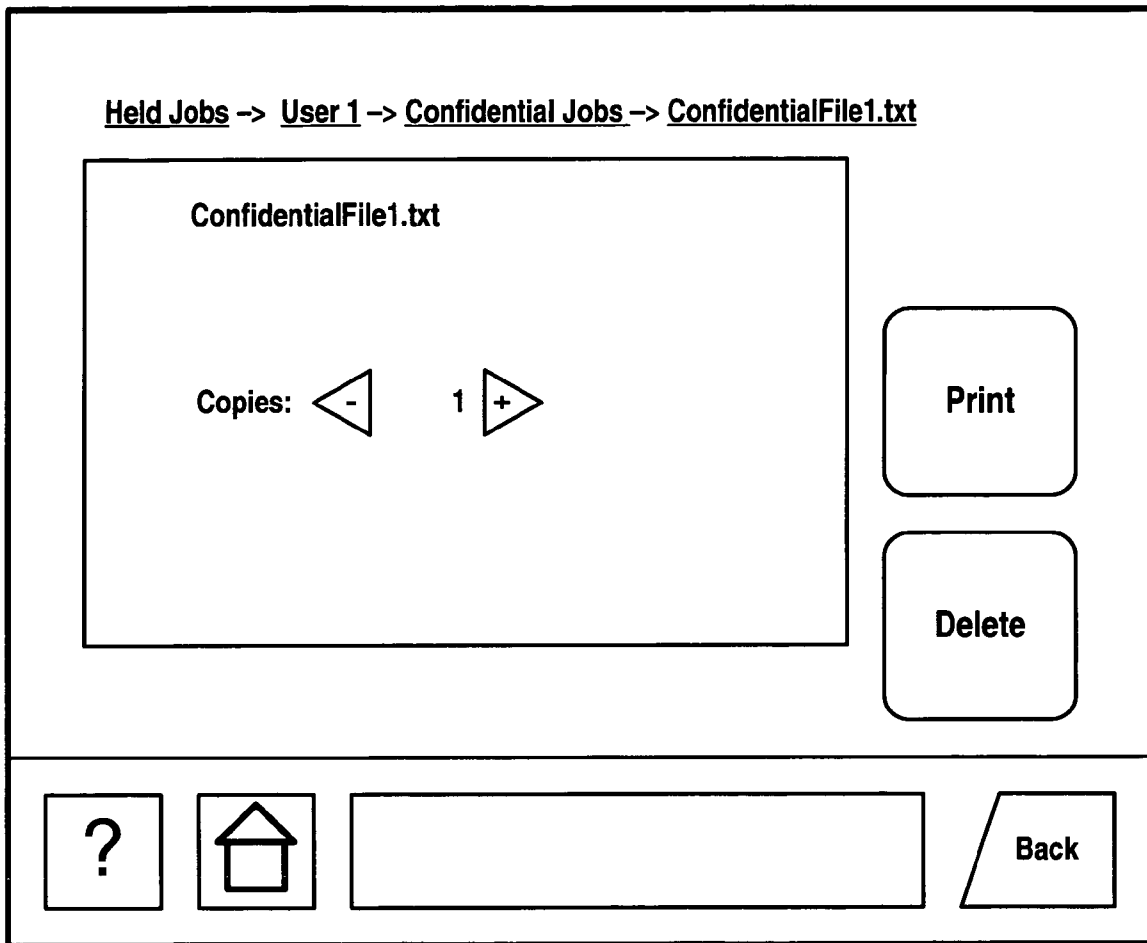 Held Jobs –> User 1 –> Confidential Jobs –> ConfidentialFile1.txt
ConfidentialFile1.txt
Copies: - 1 +
Print
Delete
?
Back